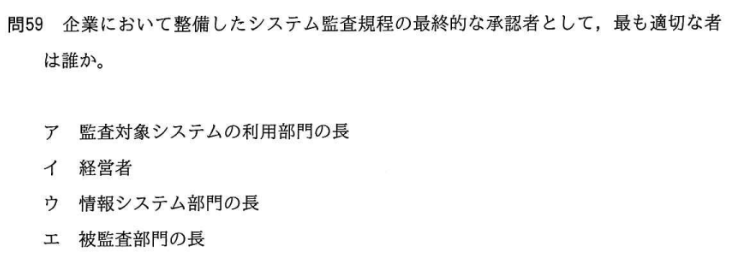 問59 企業において整備したシステム監査規程の最終的な承認者として，最も適切な者
は誰か。
ア 監査対象システムの利用部門の長
イ 経営者
ウ 情報システム部門の長
エ 被監査部門の長